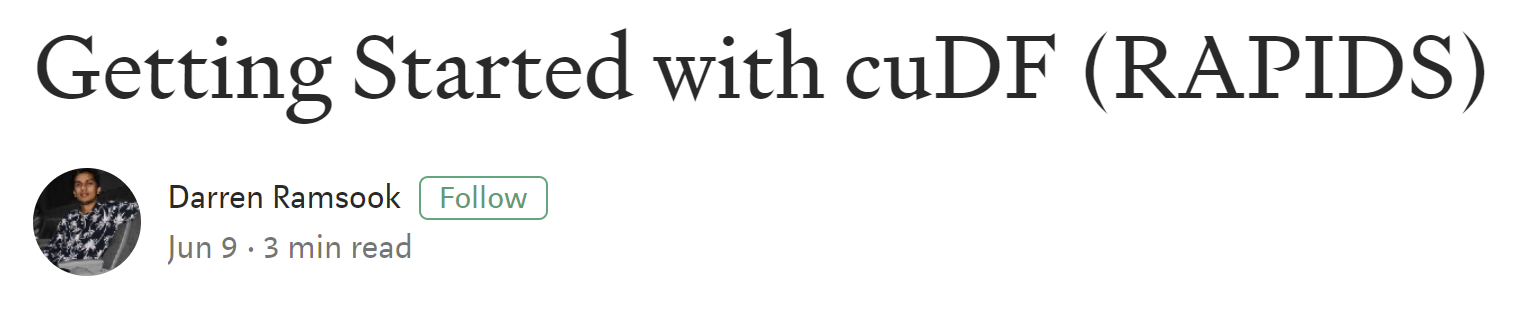 Getting Started with cuDF (RAPIDS)
Darren Ramsook Follow
Jun 9 · 3 min read